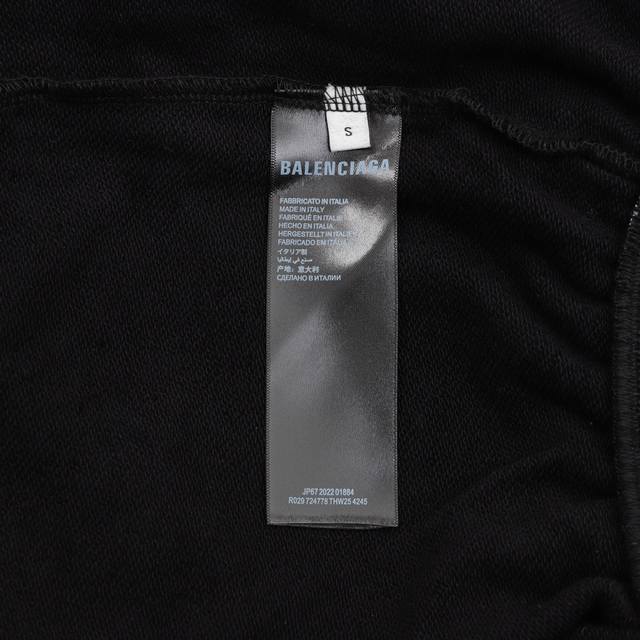 S
BALENCIAGA
FABBRICATO IN ITALIA
MADE IN ITALY
FABRIQUÉ EN ITALIE
HECHO EN ITALIA
HERGESTELLT IN ITALIEN
FABRICADO EM ITALIA
イタリア製
صنع في إيطاليا
产地：意大利
СДЕЛАНО В ИТАЛИИ
JP67 2022 01884
R029 724778 THW25 4245